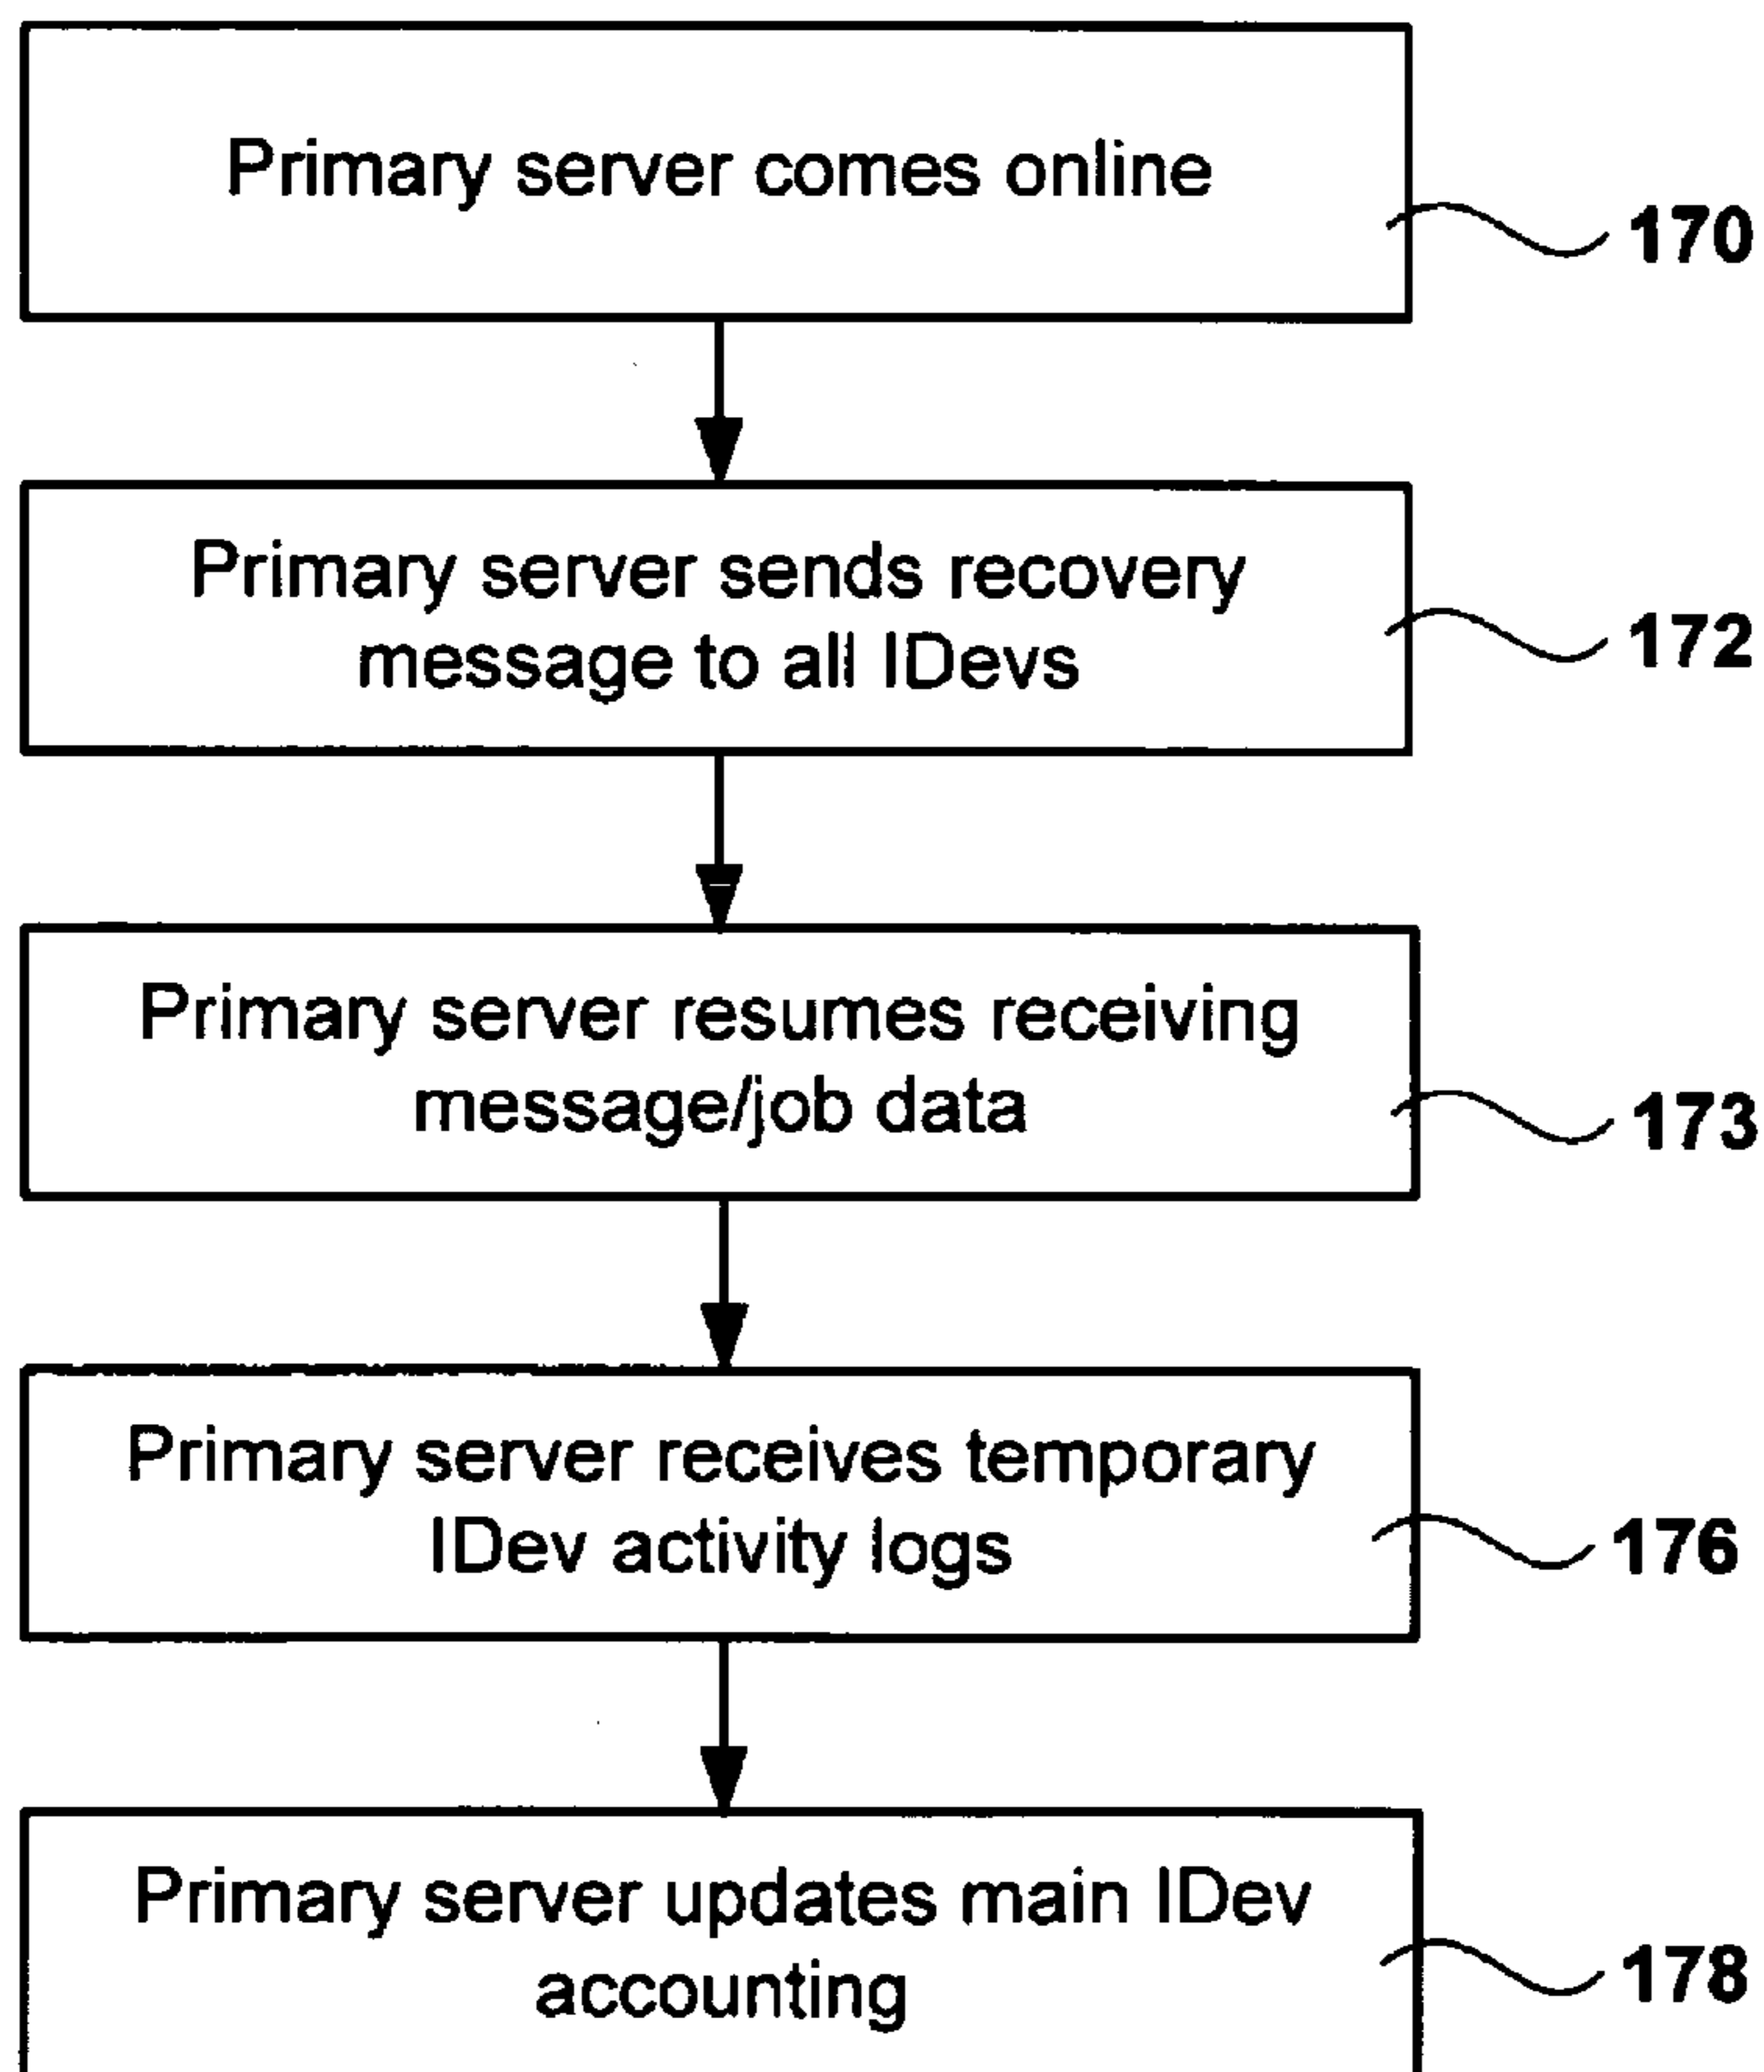 Primary server comes online
170
Primary server sends recovery
message to all IDevs
172
Primary server resumes receiving
message/job data
173
Primary server receives temporary
IDev activity logs
176
Primary server updates main IDev
accounting
178